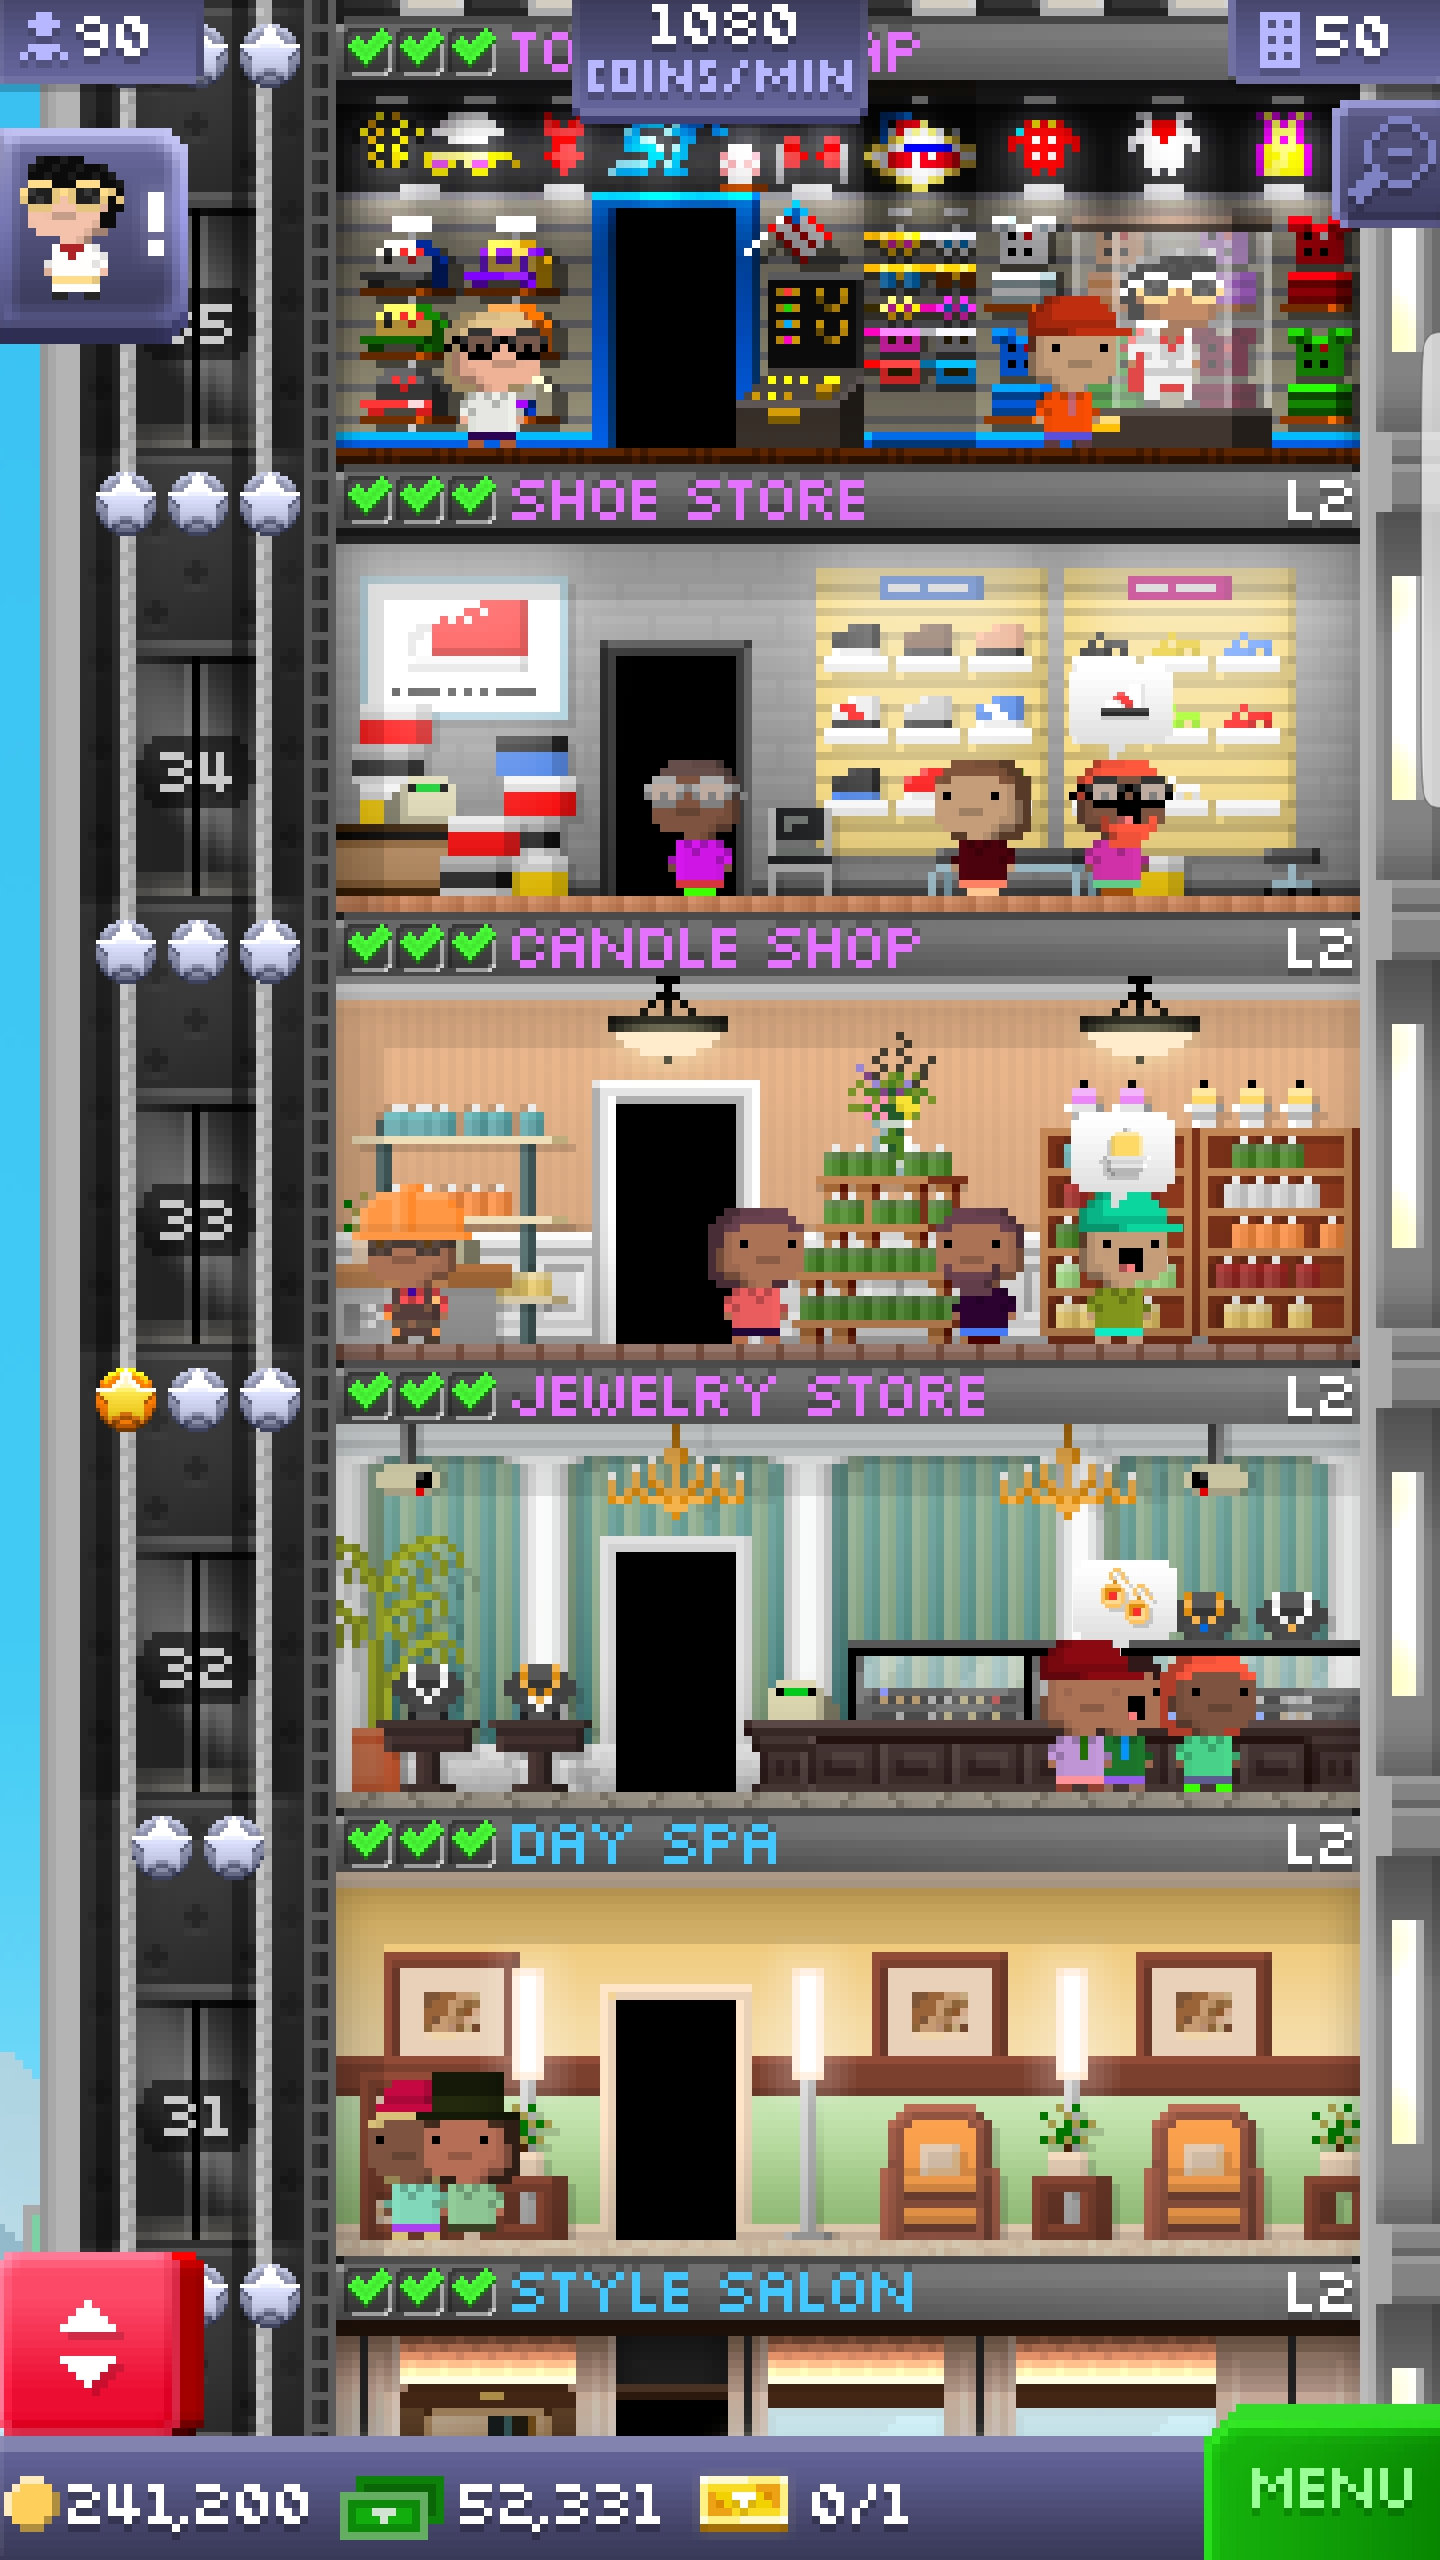 90
1080
COINS/MIN
50
!
SHOE STORE L2
34
CANDLE SHOP L2
33
JEWELRY STORE L2
32
DAY SPA L2
31
STYLE SALON L2
241,200 52,331 0/1 MENU